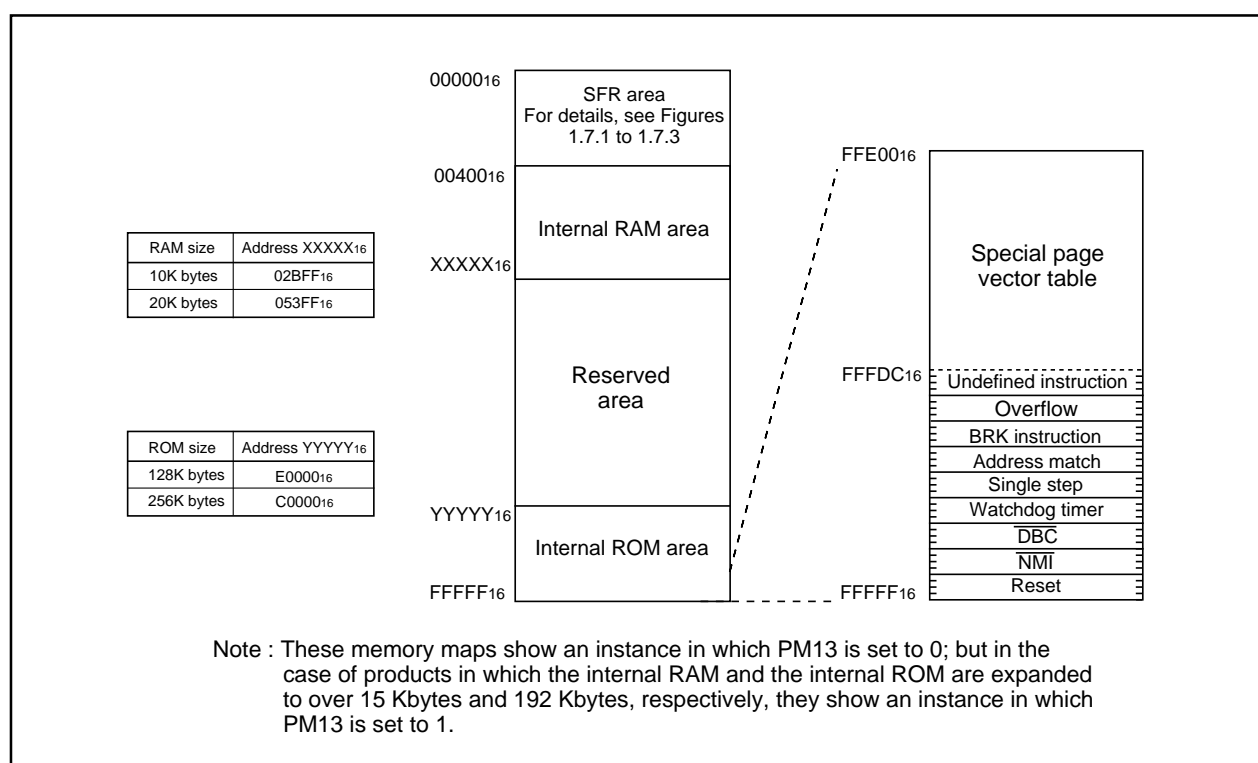 00000₁₆
SFR area
For details, see Figures
1.7.1 to 1.7.3
00400₁₆
Internal RAM area
XXXXX₁₆
Reserved
area
YYYYY₁₆
Internal ROM area
FFFFF₁₆
RAM size Address XXXXX₁₆
10K bytes 02BFF₁₆
20K bytes 053FF₁₆
ROM size Address YYYYY₁₆
128K bytes E0000₁₆
256K bytes C0000₁₆
FFE00₁₆
Special page
vector table
FFFDC₁₆
Undefined instruction
Overflow
BRK instruction
Address match
Single step
Watchdog timer
D̅B̅C̅
N̅M̅I̅
Reset
FFFFF₁₆
Note : These memory maps show an instance in which PM13 is set to 0; but in the
case of products in which the internal RAM and the internal ROM are expanded
to over 15 Kbytes and 192 Kbytes, respectively, they show an instance in which
PM13 is set to 1.